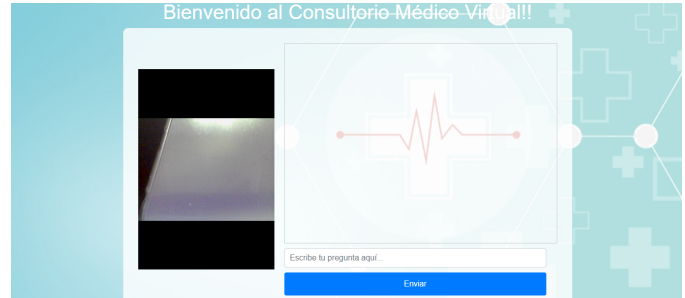 Bienvenido al Consultorio Médico Virtual!!
Escribe tu pregunta aquí...
Enviar